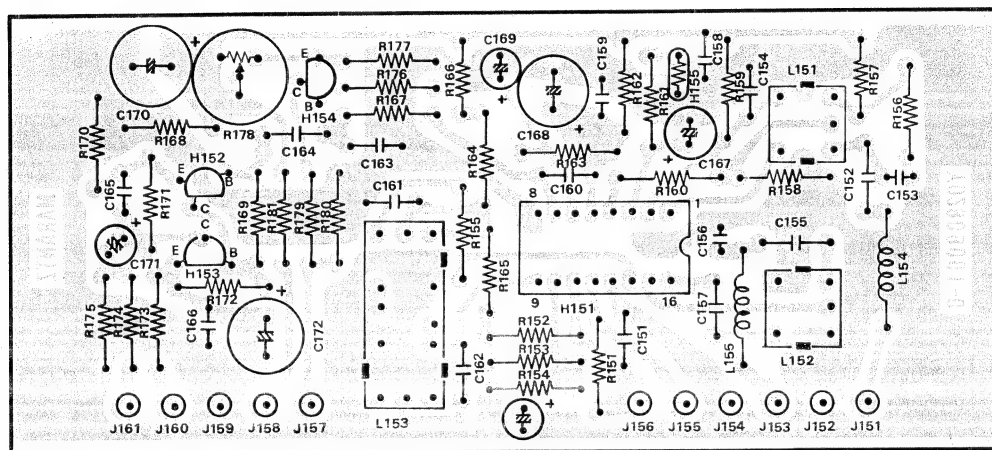 C169
C159
C158
R177
R166
R162
R161
H155
R159
C154
L151
R157
R156
E
R176
C
R167
B
H154
C170
R178
C168
C167
R170
R168
C164
C163
R164
R163
C160
R160
R158
C152
C153
H152
E
B
C
C165
R171
R169
R181
R179
R180
C161
R155
8
1
C156
C155
L154
C171
E
C
B
H153
R172
R165
9
H151
16
C157
L155
L152
R175
R174
R173
C166
C172
R152
R153
R154
C162
R151
C151
J161
J160
J159
J158
J157
L153
J156
J155
J154
J153
J152
J151